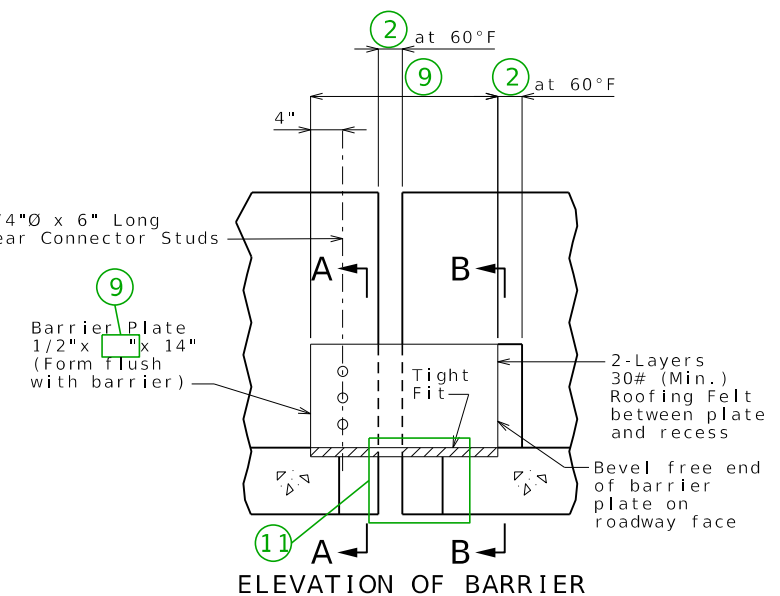 2 at 60°F
9
2 at 60°F
4"
/4"Ø x 6" Long
ear Connector Studs
A
B
9
Barrier Plate
1/2"x "x 14"
(Form flush
with barrier)
Tight
Fit
2-Layers
30# (Min.)
Roofing Felt
between plate
and recess
Bevel free end
of barrier
plate on
roadway face
11
A
B
ELEVATION OF BARRIER